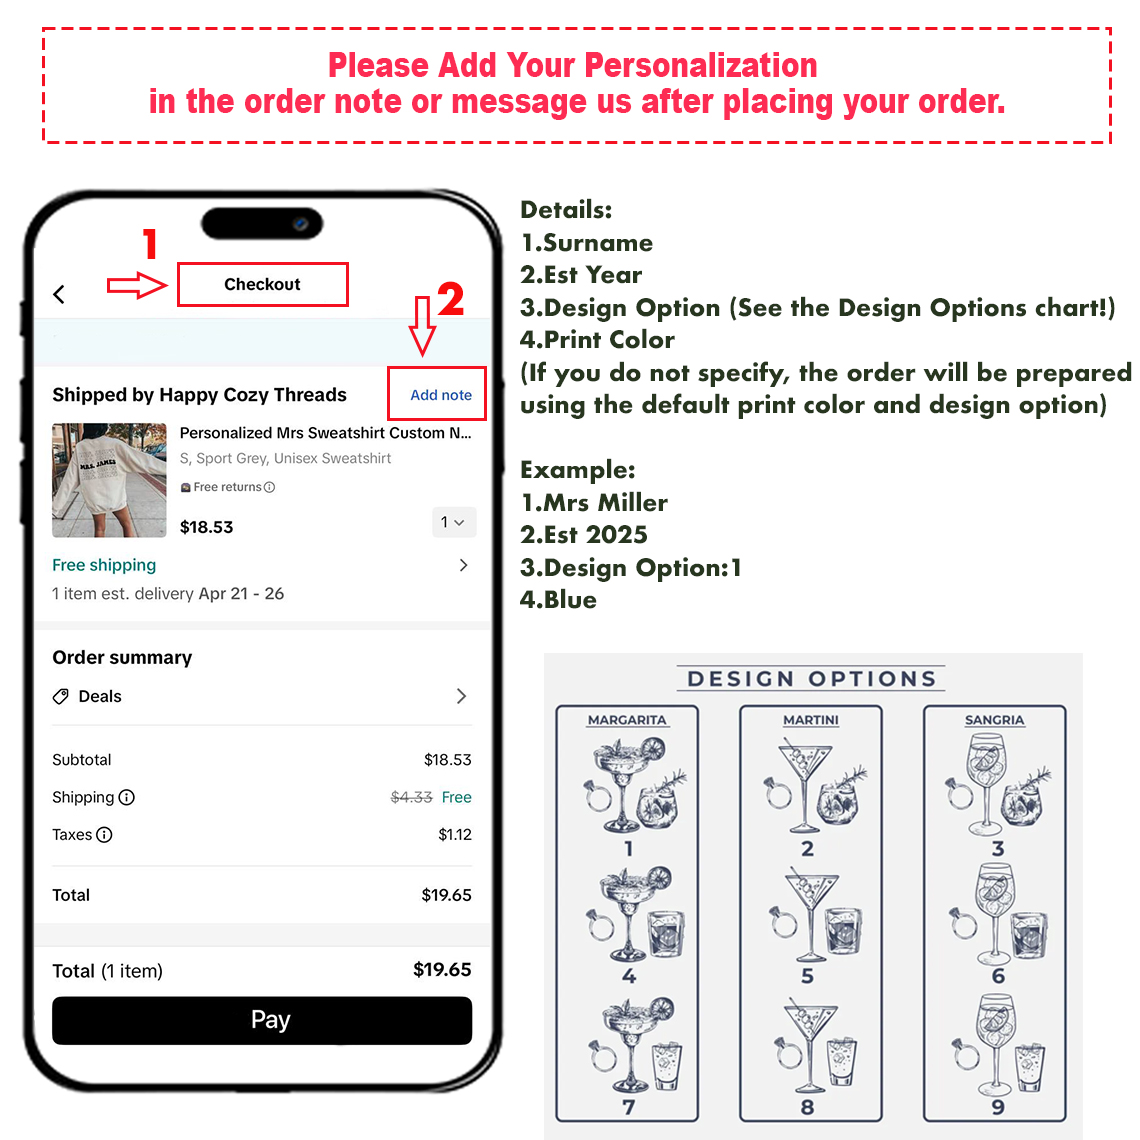 Please Add Your Personalization
in the order note or message us after placing your order.
1
Checkout
2
Shipped by Happy Cozy Threads
Add note
MRS. JAMES
Personalized Mrs Sweatshirt Custom N...
S, Sport Grey, Unisex Sweatshirt
Free returns
$18.53
1
Free shipping
1 item est. delivery Apr 21 - 26
Order summary
Deals
Subtotal $18.53
Shipping $4.33 Free
Taxes $1.12
Total $19.65
Total (1 item) $19.65
Pay
Details:
1.Surname
2.Est Year
3.Design Option (See the Design Options chart!)
4.Print Color
(If you do not specify, the order will be prepared
using the default print color and design option)
Example:
1.Mrs Miller
2.Est 2025
3.Design Option:1
4.Blue
DESIGN OPTIONS
MARGARITA MARTINI SANGRIA
1 2 3
4 5 6
7 8 9